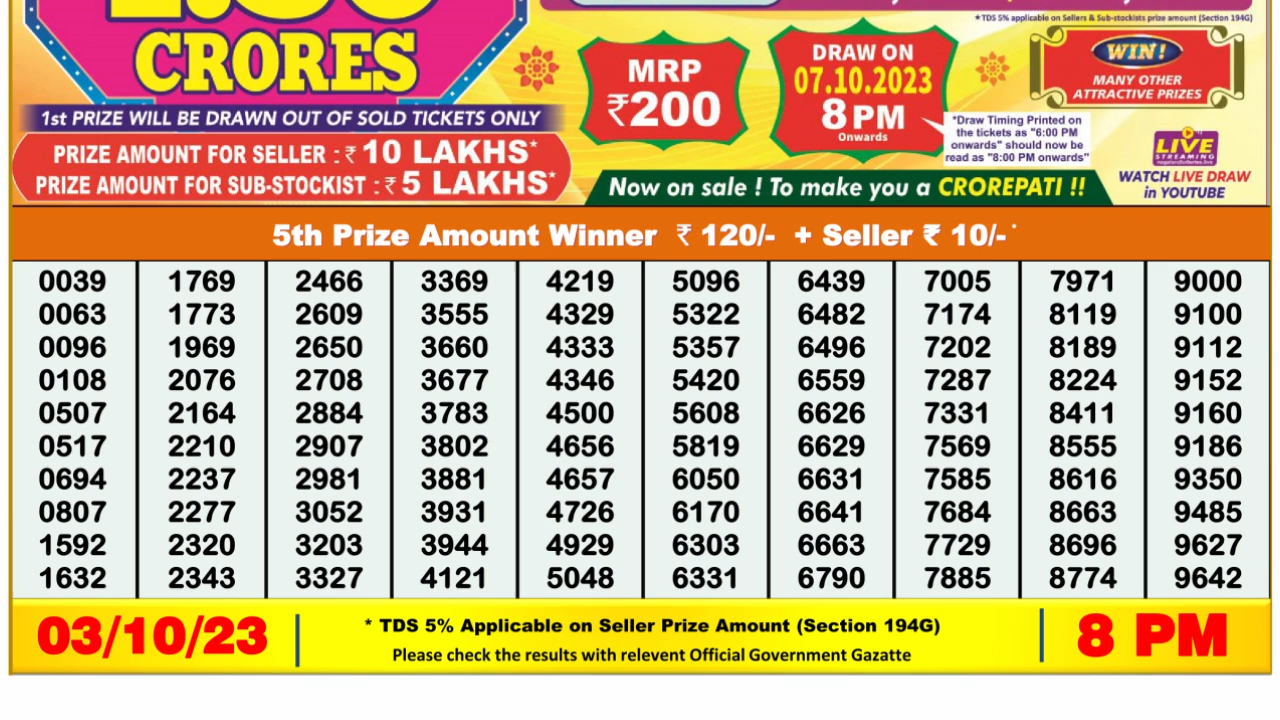 * TDS 5% applicable on Sellers & Sub-stockists prize amount (Section 194G)
CRORES
1st PRIZE WILL BE DRAWN OUT OF SOLD TICKETS ONLY
PRIZE AMOUNT FOR SELLER : ₹ 10 LAKHS*
PRIZE AMOUNT FOR SUB-STOCKIST : ₹ 5 LAKHS*
MRP
₹200
DRAW ON
07.10.2023
8 PM
Onwards
*Draw Timing Printed on
the tickets as "6:00 PM
onwards" should now be
read as "8:00 PM onwards"
WIN!
MANY OTHER
ATTRACTIVE PRIZES
LIVE
STREAMING
WATCH LIVE DRAW
in YOUTUBE
Now on sale ! To make you a CROREPATI !!
5th Prize Amount Winner ₹ 120/- + Seller ₹ 10/-*
0039 1769 2466 3369 4219 5096 6439 7005 7971 9000
0063 1773 2609 3555 4329 5322 6482 7174 8119 9100
0096 1969 2650 3660 4333 5357 6496 7202 8189 9112
0108 2076 2708 3677 4346 5420 6559 7287 8224 9152
0507 2164 2884 3783 4500 5608 6626 7331 8411 9160
0517 2210 2907 3802 4656 5819 6629 7569 8555 9186
0694 2237 2981 3881 4657 6050 6631 7585 8616 9350
0807 2277 3052 3931 4726 6170 6641 7684 8663 9485
1592 2320 3203 3944 4929 6303 6663 7729 8696 9627
1632 2343 3327 4121 5048 6331 6790 7885 8774 9642
03/10/23
* TDS 5% Applicable on Seller Prize Amount (Section 194G)
Please check the results with relevent Official Government Gazatte
8 PM